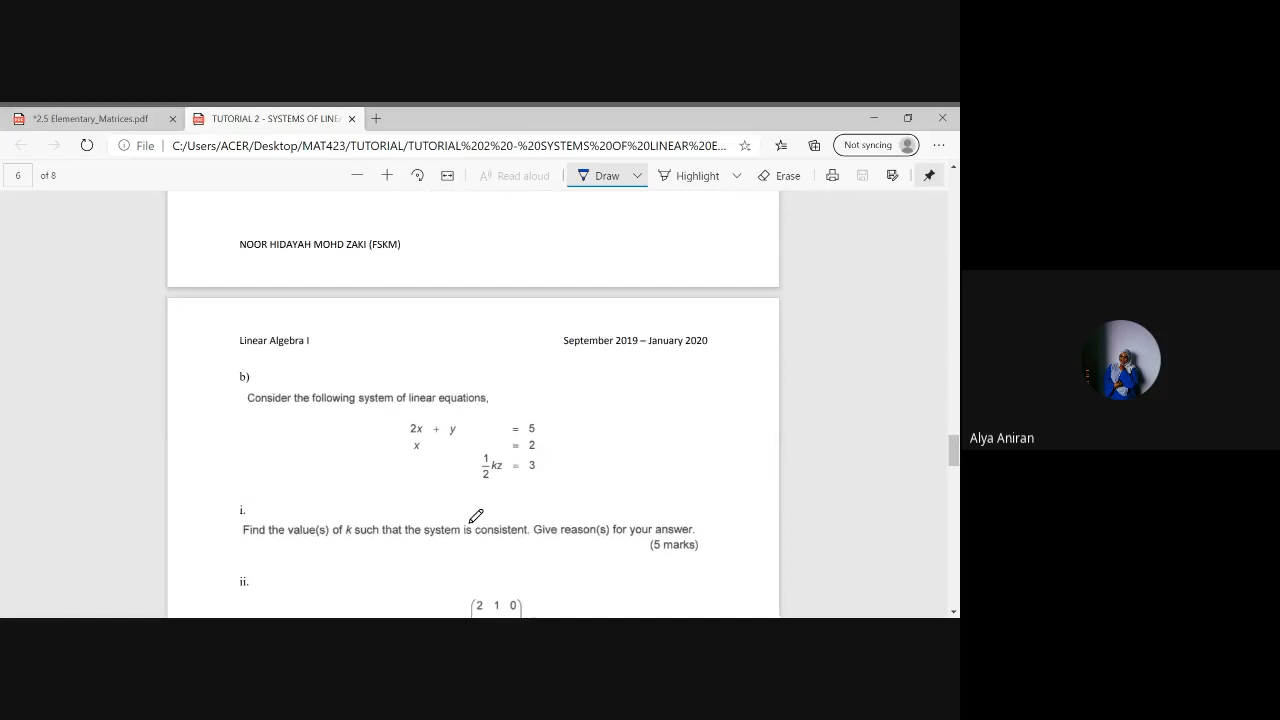 *2.5 Elementary_Matrices.pdf
TUTORIAL 2 - SYSTEMS OF LINE
File | C:/Users/ACER/Desktop/MAT423/TUTORIAL/TUTORIAL%202%20-%20SYSTEMS%20OF%20LINEAR%20E...
Not syncing
6 of 8
Read aloud
Draw
Highlight
Erase
NOOR HIDAYAH MOHD ZAKI (FSKM)
Linear Algebra I September 2019 – January 2020
b)
Consider the following system of linear equations,
2x + y = 5
x = 2
1/2 kz = 3
i.
Find the value(s) of k such that the system is consistent. Give reason(s) for your answer.
(5 marks)
ii.
(2 1 0)
Alya Aniran